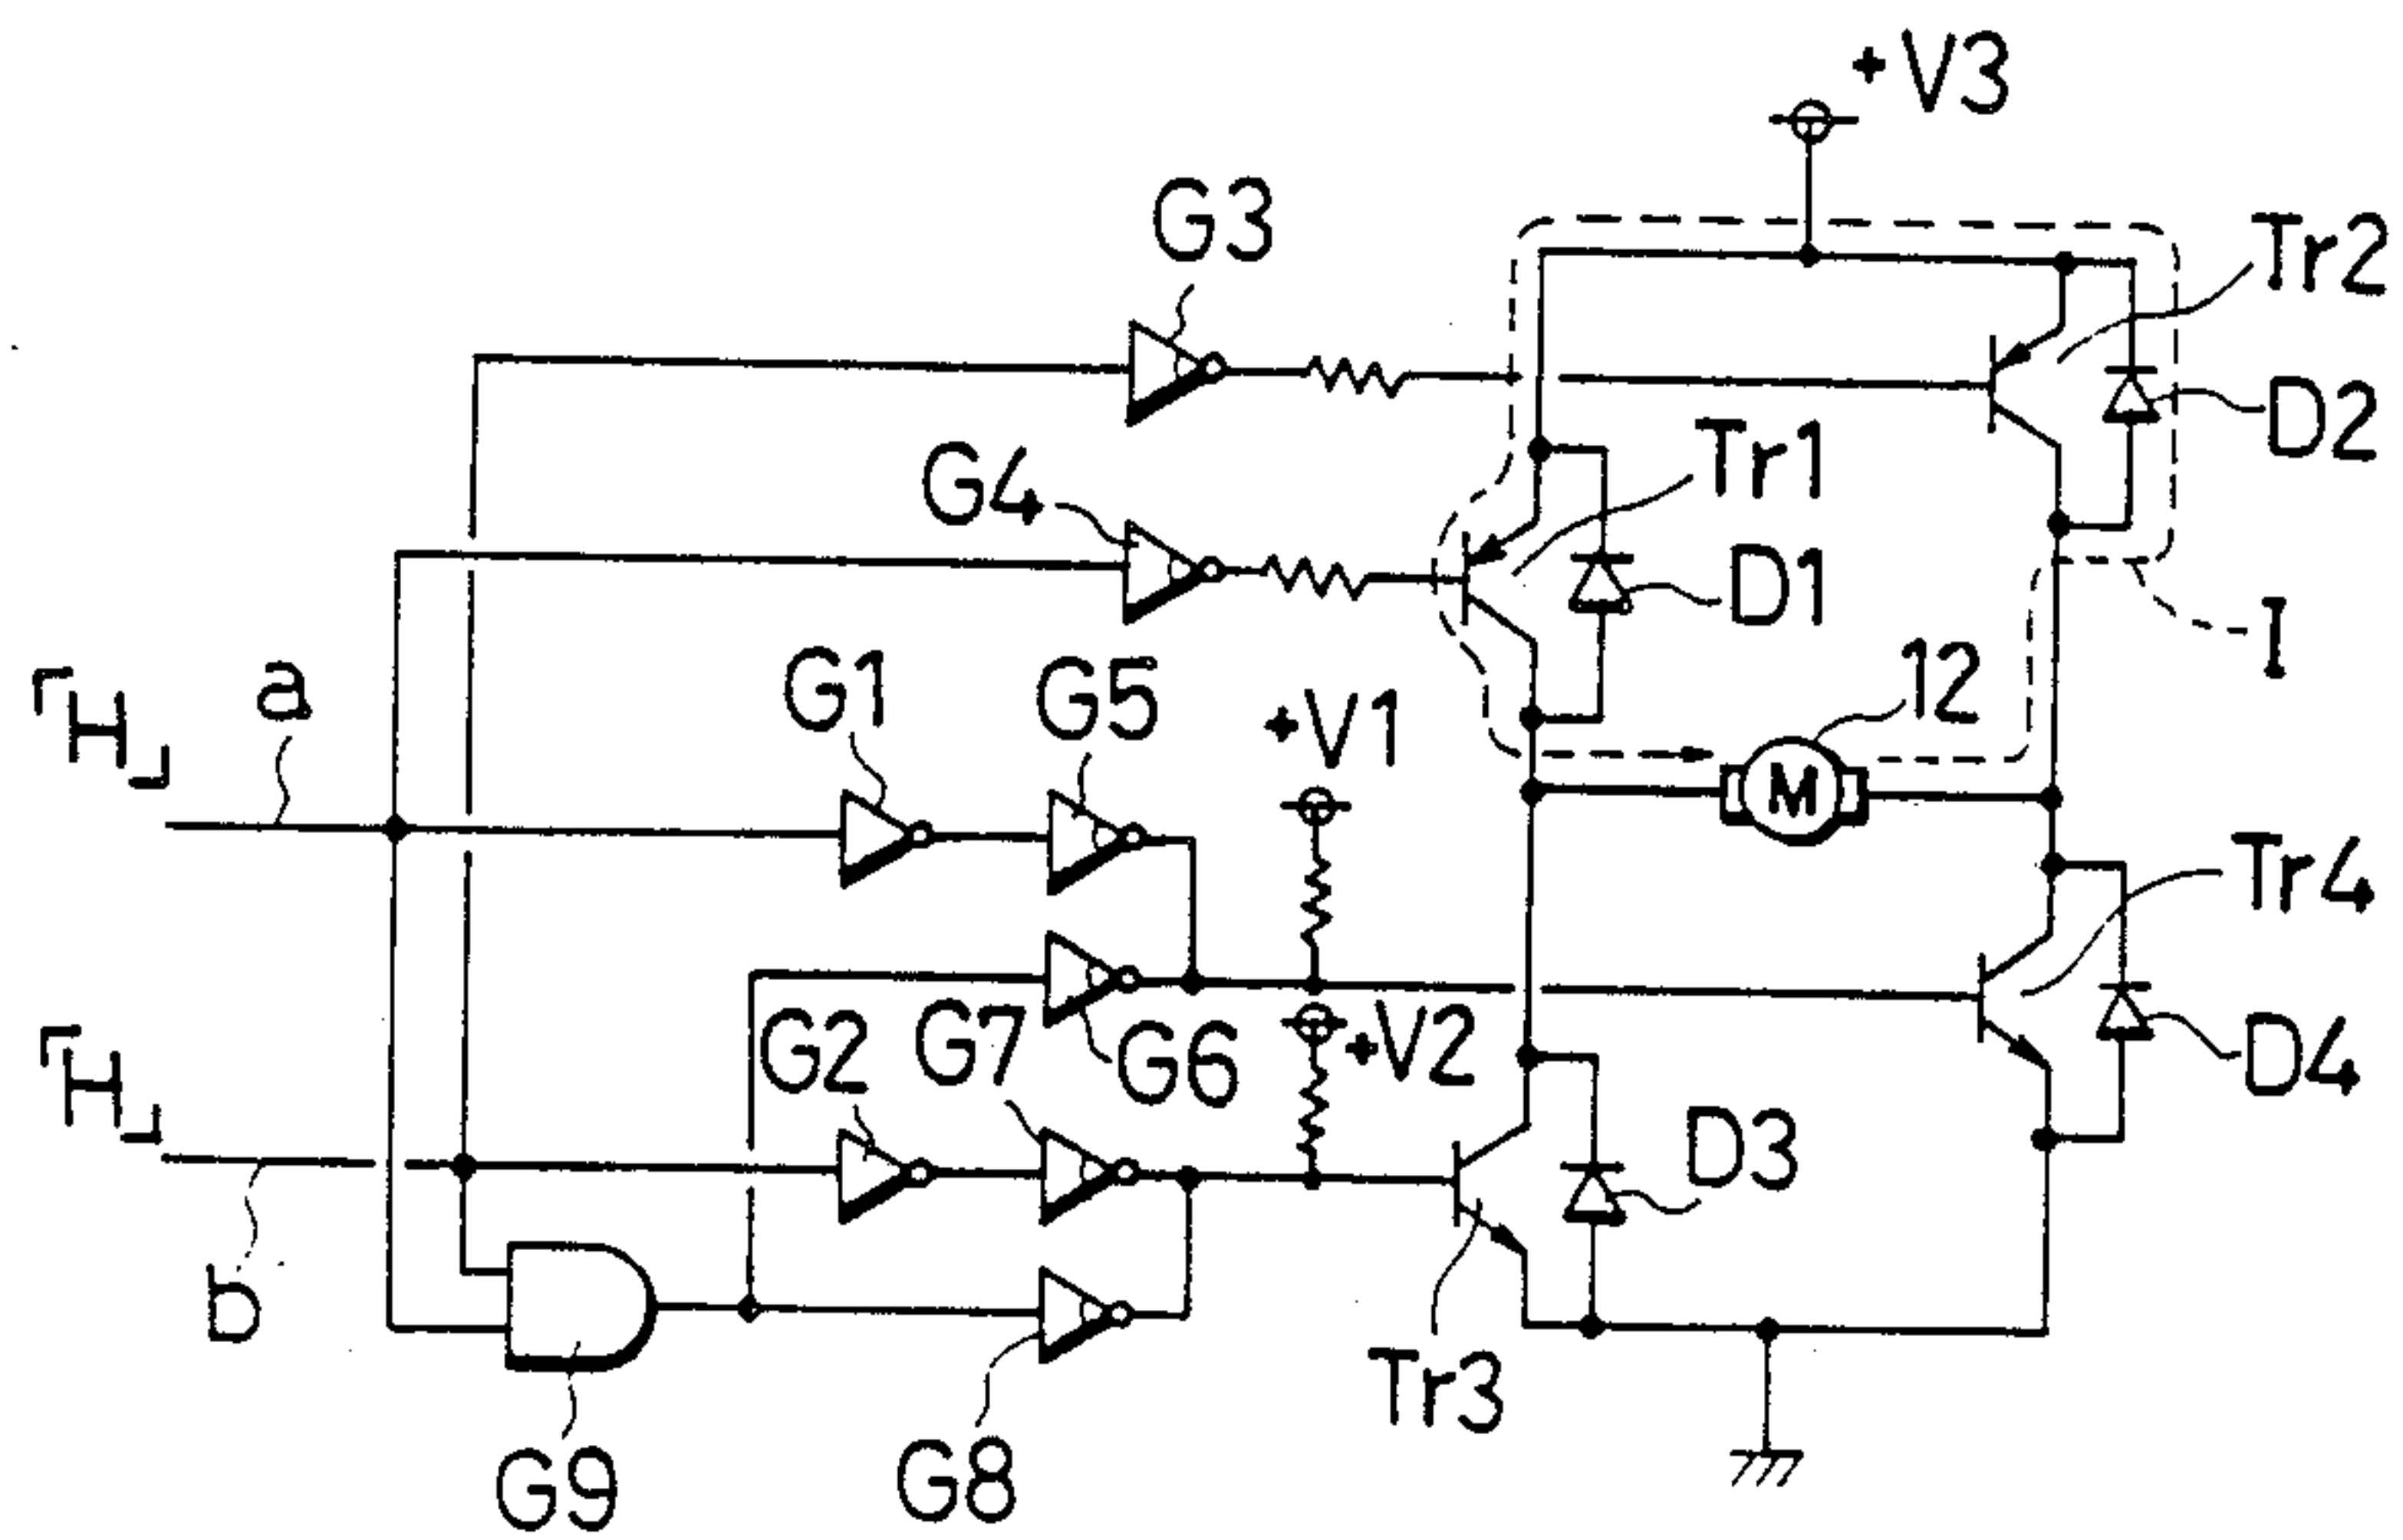 +V3
G3
Tr2
G4
Tr1
D2
D1
I
「H」
a
G1
G5
+V1
12
M
Tr4
G2
G7
G6
+V2
D4
「H」
b
D3
Tr3
G9
G8